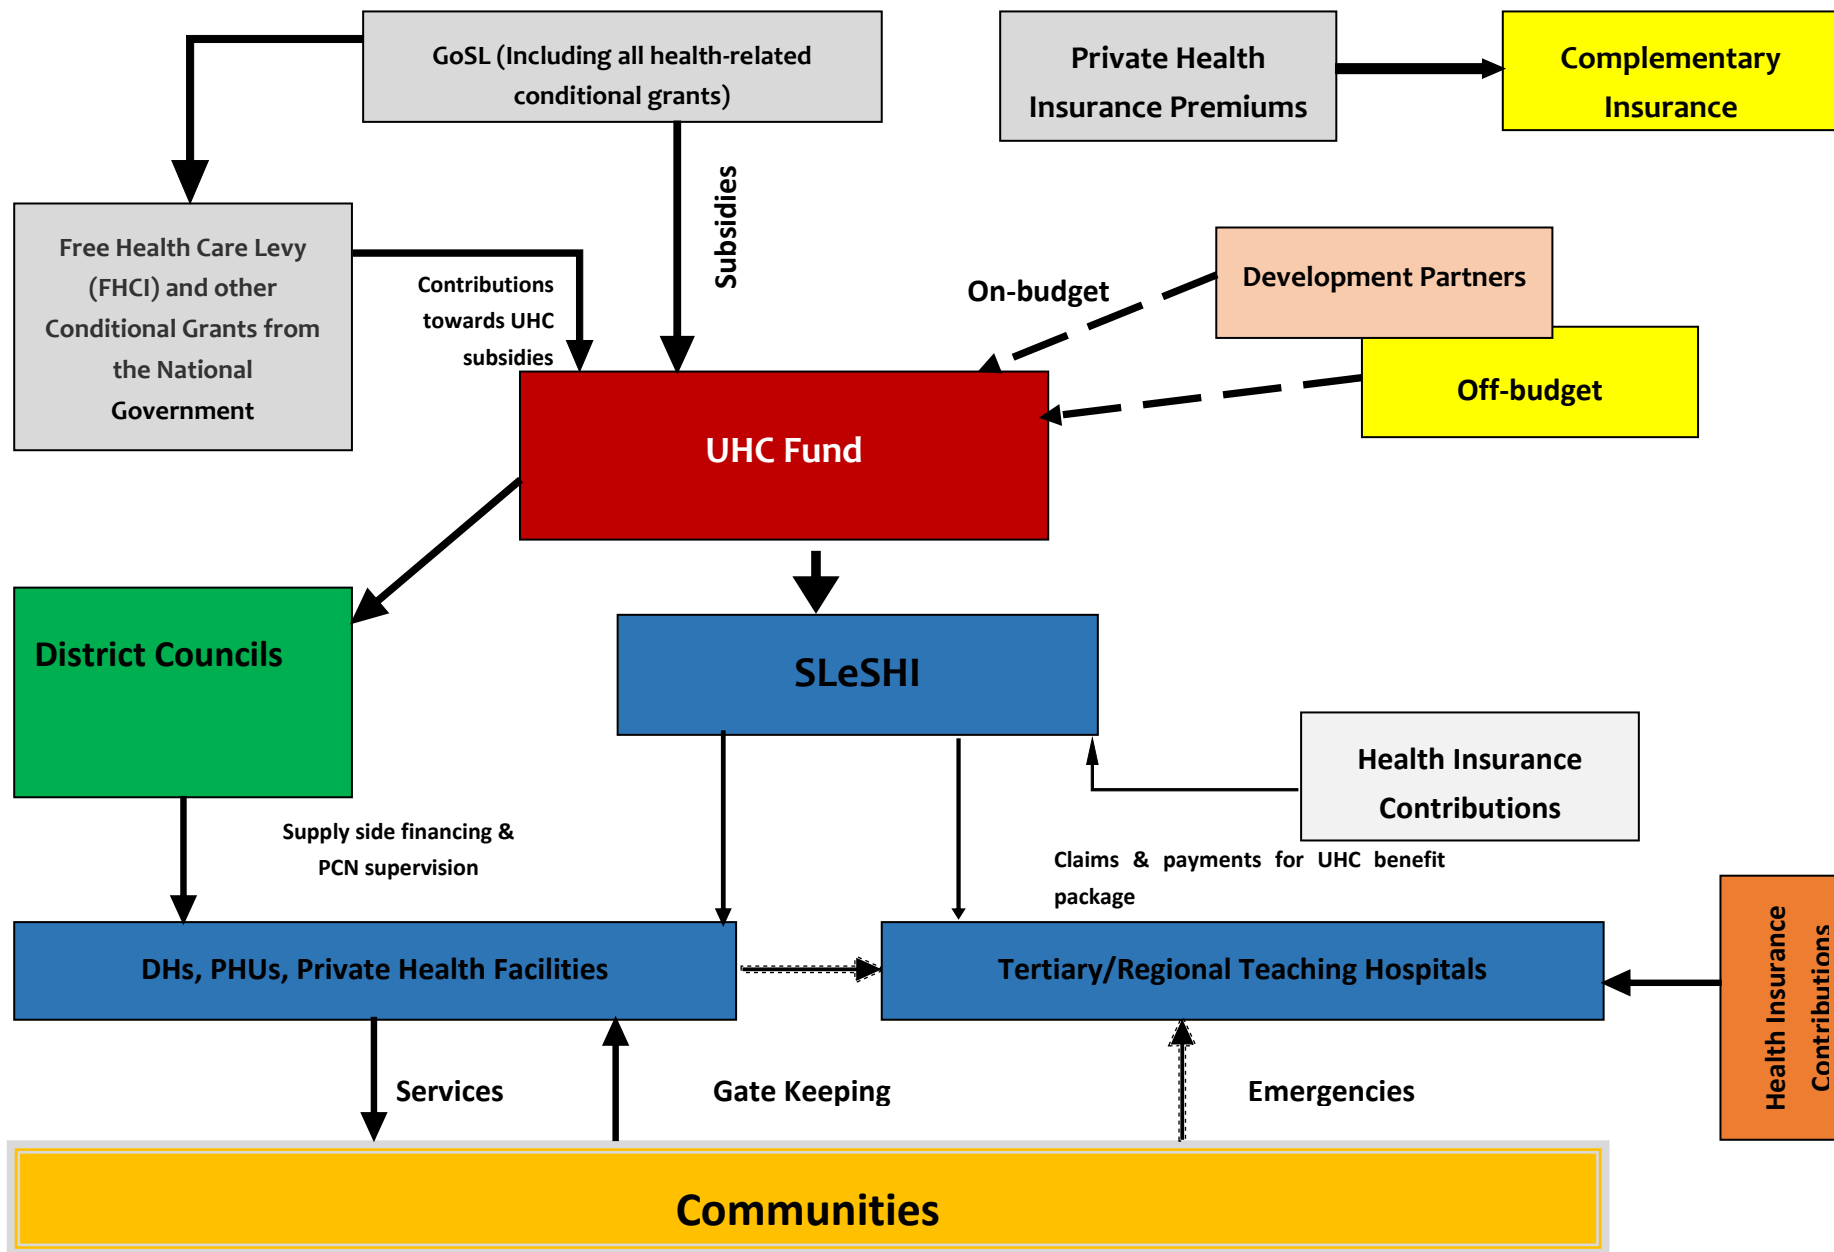 GoSL (Including all health-related
conditional grants)
Private Health
Insurance Premiums
Complementary
Insurance
Subsidies
Free Health Care Levy
(FHCI) and other
Conditional Grants from
the National
Government
Contributions
towards UHC
subsidies
On-budget
Development Partners
Off-budget
UHC Fund
District Councils
SLeSHI
Health Insurance
Contributions
Supply side financing &
PCN supervision
Claims & payments for UHC benefit
package
DHs, PHUs, Private Health Facilities
Tertiary/Regional Teaching Hospitals
Health Insurance
Contributions
Services
Gate Keeping
Emergencies
Communities